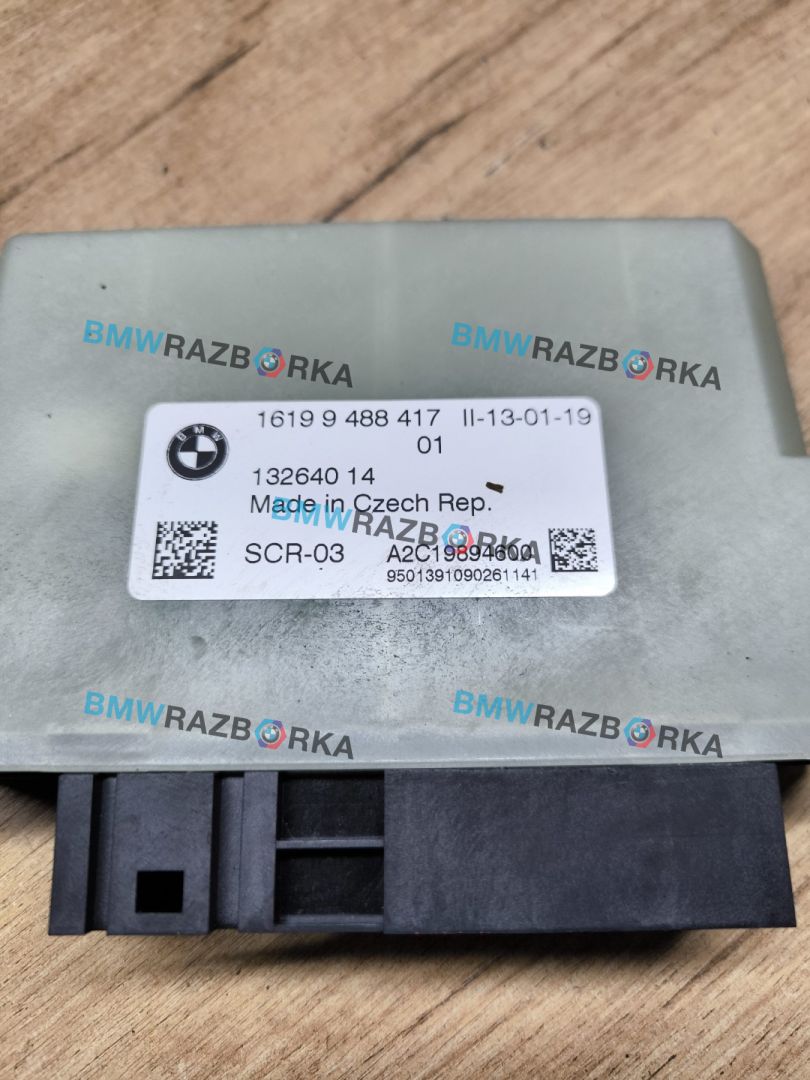 BMWRAZBORKA BMWRAZBORKA
1619 9 488 417 II-13-01-19
01
BMW
132640 14
Made in Czech Rep.
BMWRAZBORKA
SCR-03 A2C19894600
9501391090261141
BMWRAZBORKA BMWRAZBORKA